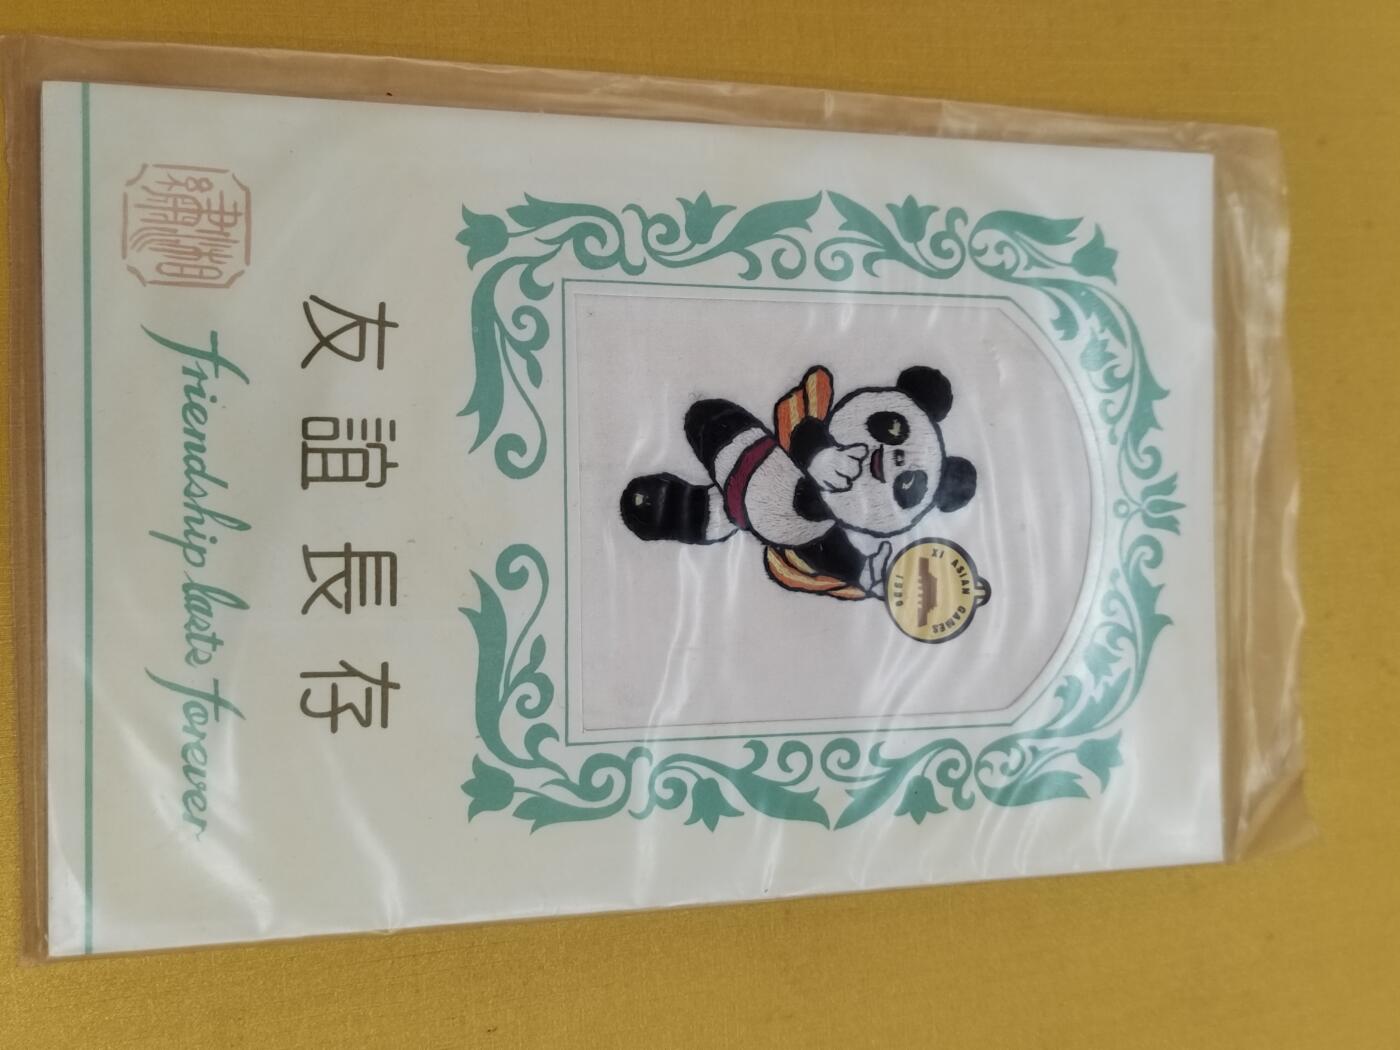 XI ASIAN GAMES
1990
友誼長存
Friendship lasts Forever